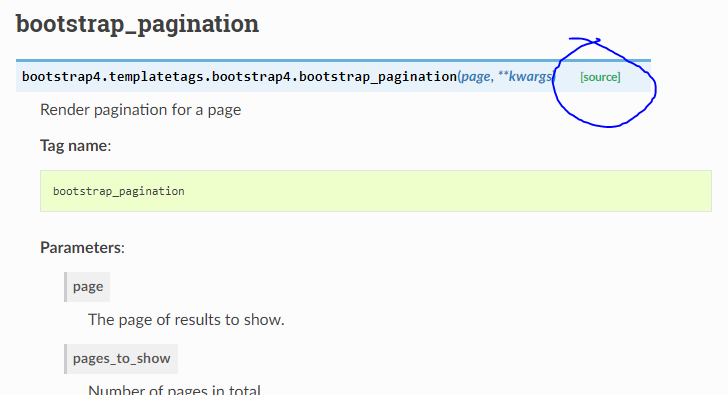 bootstrap_pagination
bootstrap4.templatetags.bootstrap4.bootstrap_pagination(page, **kwargs) [source]
Render pagination for a page
Tag name:
bootstrap_pagination
Parameters:
page
The page of results to show.
pages_to_show
Number of pages in total